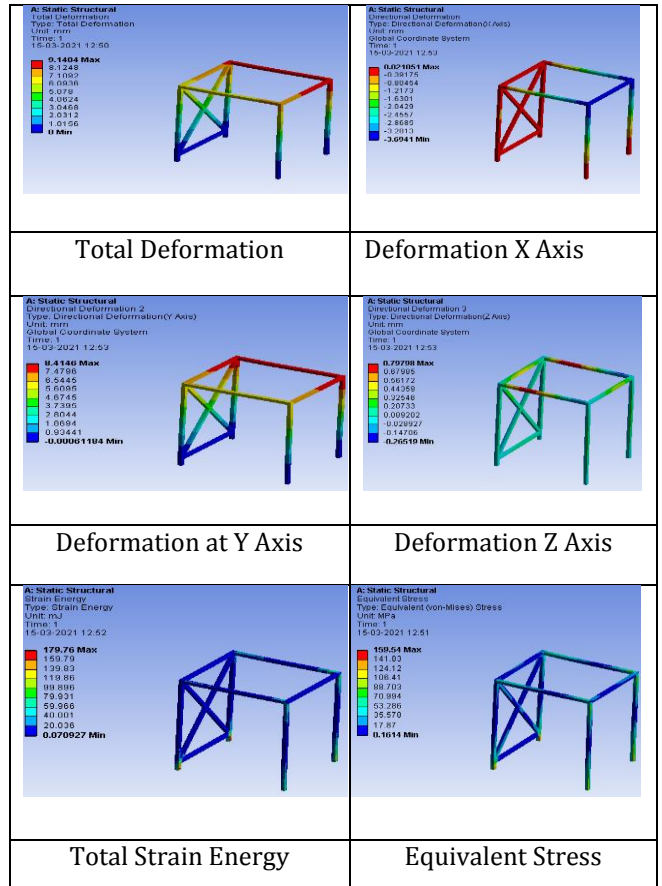 A: Static Structural
Total Deformation
Type: Total Deformation
Unit: mm
Time: 1
15-03-2021 12:50
9.1404 Max
8.1248
7.1092
6.0936
5.078
4.0624
3.0468
2.0312
1.0156
0 Min
A: Static Structural
Directional Deformation
Type: Directional Deformation(X Axis)
Unit: mm
Global Coordinate System
Time: 1
15-03-2021 12:53
0.021051 Max
-0.39175
-0.80454
-1.2173
-1.6301
-2.0429
-2.4557
-2.8685
-3.2813
-3.6941 Min
Total Deformation
Deformation X Axis
A: Static Structural
Directional Deformation 2
Type: Directional Deformation(Y Axis)
Unit: mm
Global Coordinate System
Time: 1
15-03-2021 12:53
8.4146 Max
7.4796
6.5445
5.6095
4.6745
3.7395
2.8044
1.8694
0.93441
-0.00061184 Min
A: Static Structural
Directional Deformation 3
Type: Directional Deformation(Z Axis)
Unit: mm
Global Coordinate System
Time: 1
15-03-2021 12:53
0.79798 Max
0.67985
0.56172
0.44359
0.32546
0.20733
0.089202
-0.028927
-0.14706
-0.26519 Min
Deformation at Y Axis
Deformation Z Axis
A: Static Structural
Strain Energy
Type: Strain Energy
Unit: mJ
Time: 1
15-03-2021 12:52
179.76 Max
159.79
139.83
119.86
99.896
79.931
59.966
40.001
20.036
0.070927 Min
A: Static Structural
Equivalent Stress
Type: Equivalent (von-Mises) Stress
Unit: MPa
Time: 1
15-03-2021 12:51
159.54 Max
141.83
124.12
106.41
88.703
70.994
53.286
35.578
17.87
0.1614 Min
Total Strain Energy
Equivalent Stress